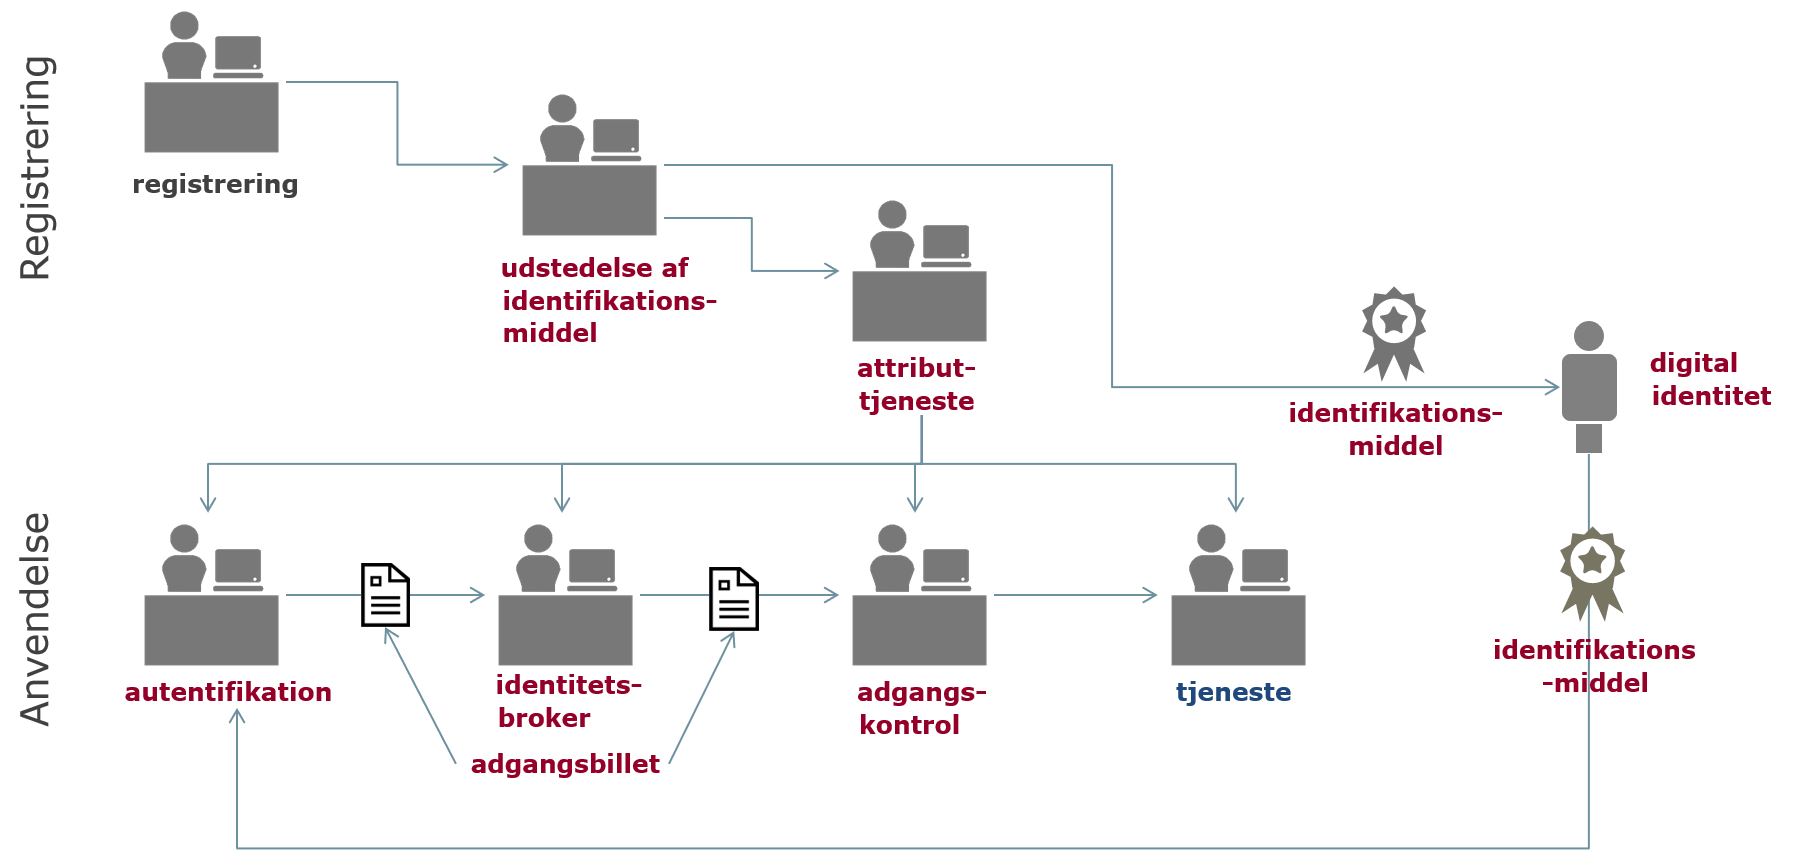 Registrering
registrering
udstedelse af
identifikations-
middel
attribut-
tjeneste
identifikations-
middel
digital
identitet
Anvendelse
autentifikation
identitets-
broker
adgangs-
kontrol
tjeneste
identifikations
-middel
adgangsbillet